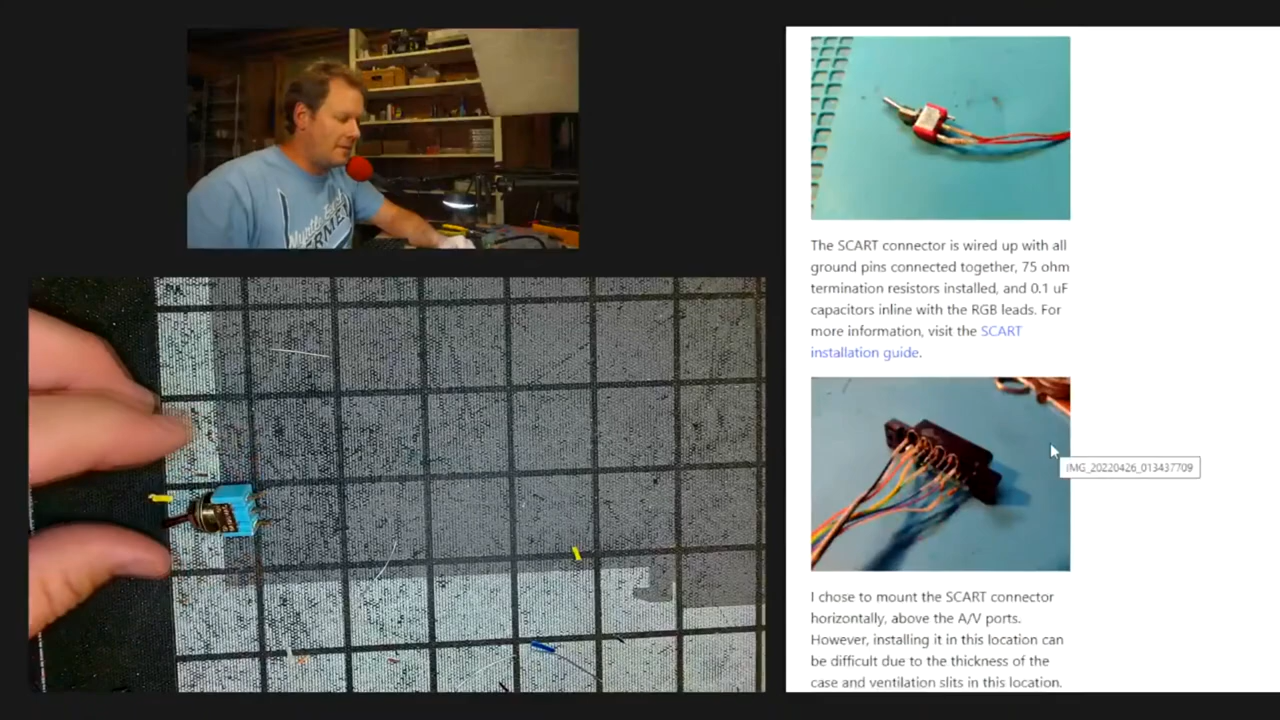 The SCART connector is wired up with all
ground pins connected together, 75 ohm
termination resistors installed, and 0.1 uF
capacitors inline with the RGB leads. For
more information, visit the SCART
installation guide.
IMG_20220426_013437709
I chose to mount the SCART connector
horizontally, above the A/V ports.
However, installing it in this location can
be difficult due to the thickness of the
case and ventilation slits in this location.